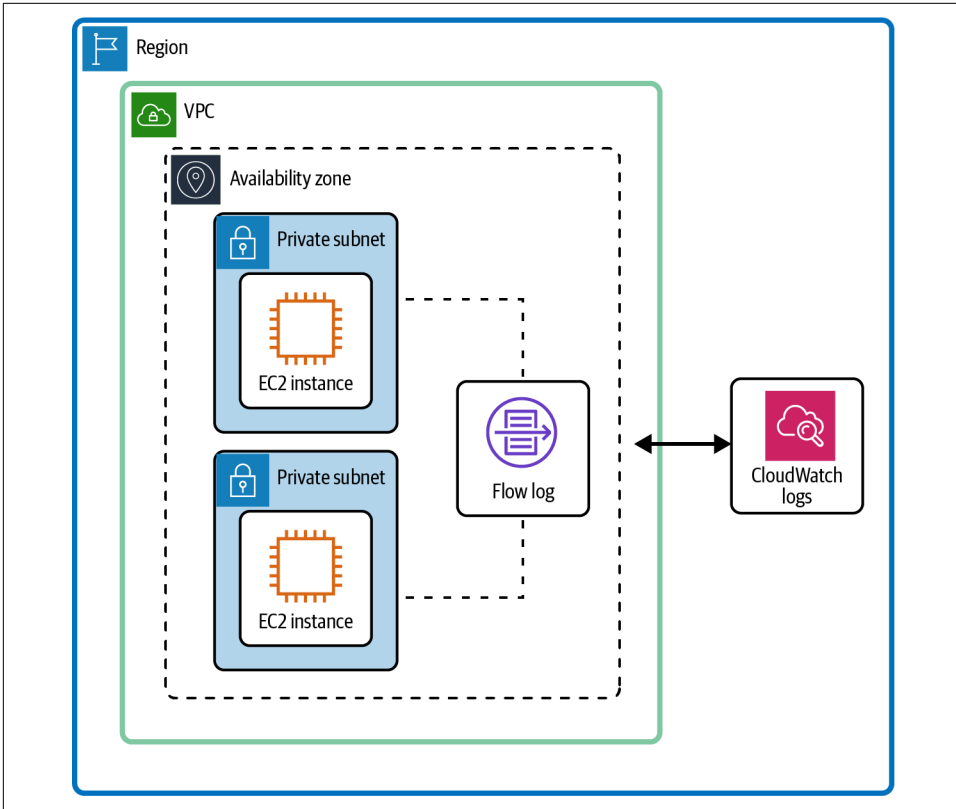 Region
VPC
Availability zone
Private subnet
EC2 instance
Flow log
CloudWatch
logs
Private subnet
EC2 instance